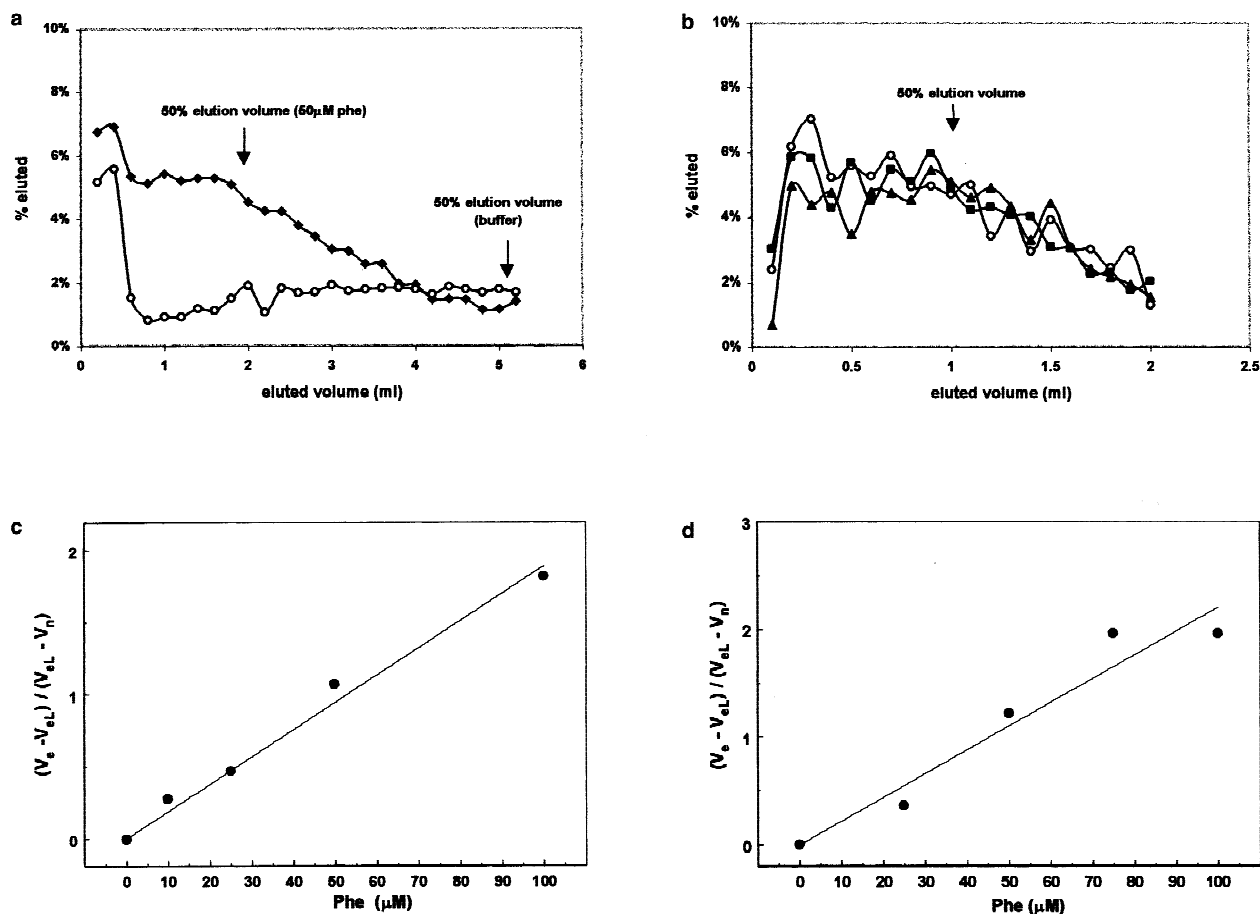 a
10%
8%
6%
4%
2%
0%
% eluted
50% elution volume (50µM phe)
50% elution volume
(buffer)
0 1 2 3 4 5 6
eluted volume (ml)
b
10%
8%
6%
4%
2%
0%
% eluted
50% elution volume
0 0.5 1 1.5 2 2.5
eluted volume (ml)
c
2
1
0
(Ve -VeL) / (VeL - Vn)
0 10 20 30 40 50 60 70 80 90 100
Phe (µM)
d
3
2
1
0
(Ve - VeL) / (VeL - Vn)
0 10 20 30 40 50 60 70 80 90 100
Phe (µM)